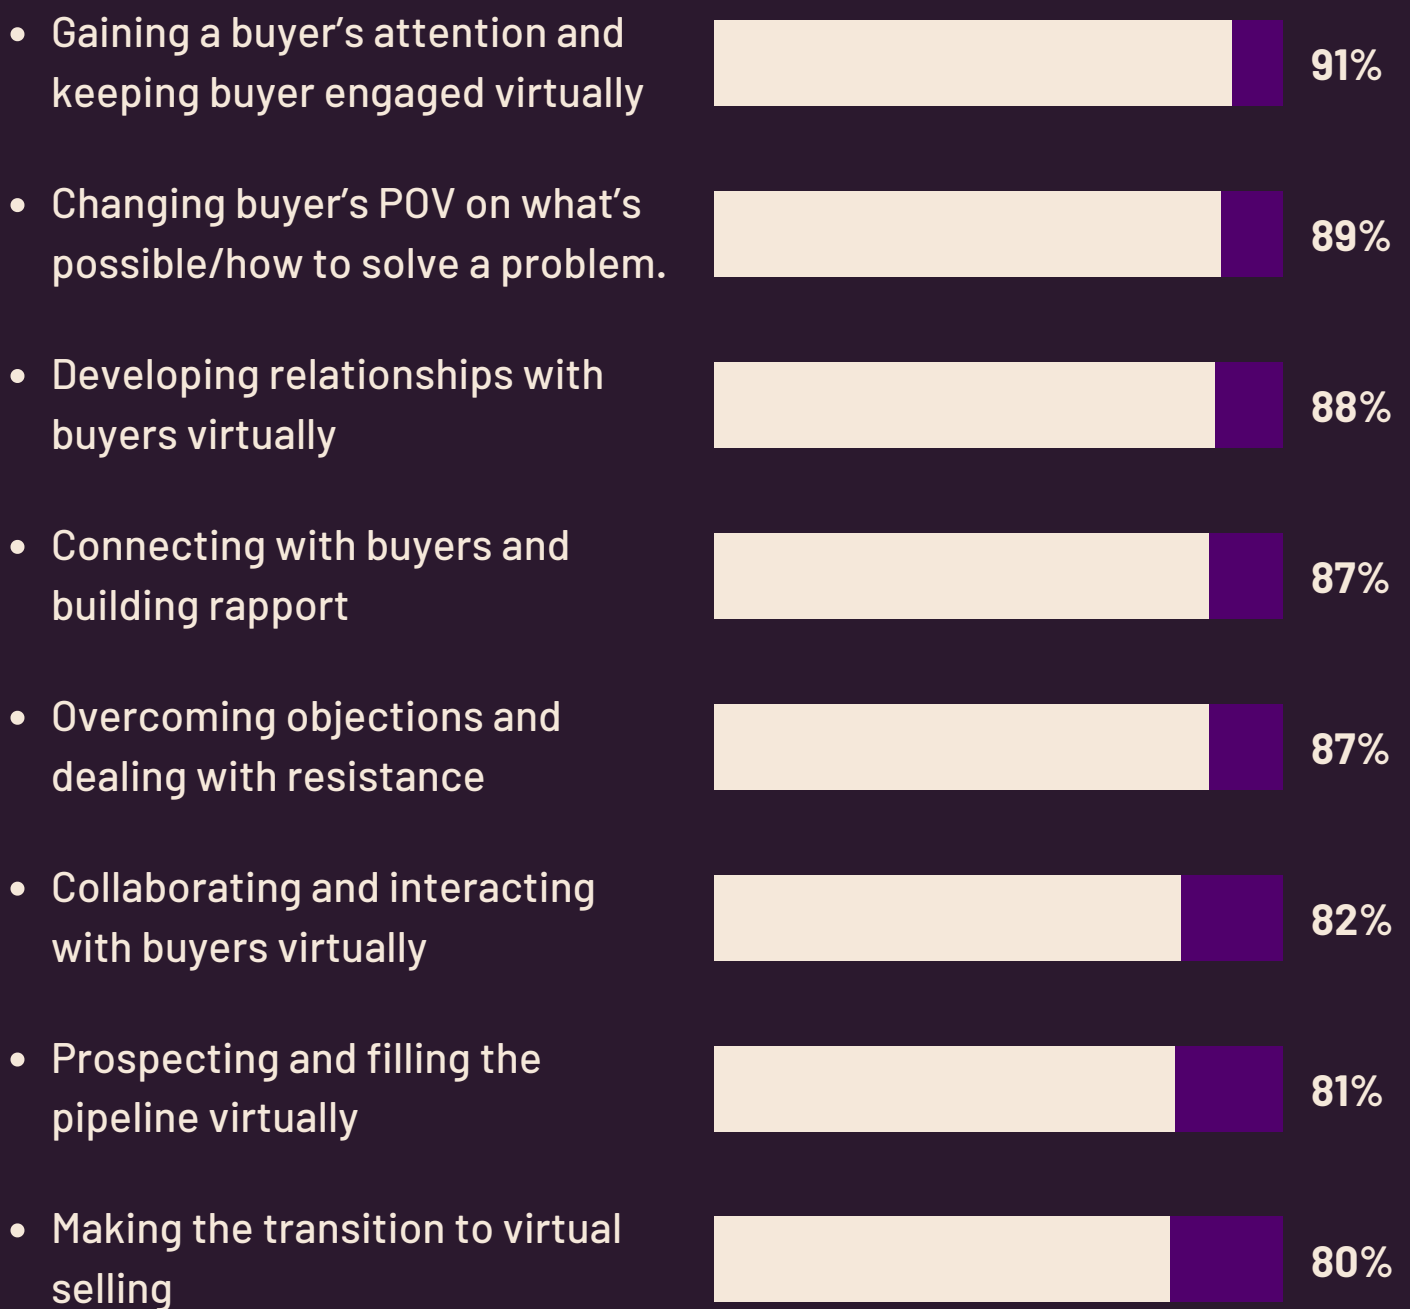 Gaining a buyer’s attention and
keeping buyer engaged virtually
91%
Changing buyer’s POV on what’s
possible/how to solve a problem.
89%
Developing relationships with
buyers virtually
88%
Connecting with buyers and
building rapport
87%
Overcoming objections and
dealing with resistance
87%
Collaborating and interacting
with buyers virtually
82%
Prospecting and filling the
pipeline virtually
81%
Making the transition to virtual
selling
80%